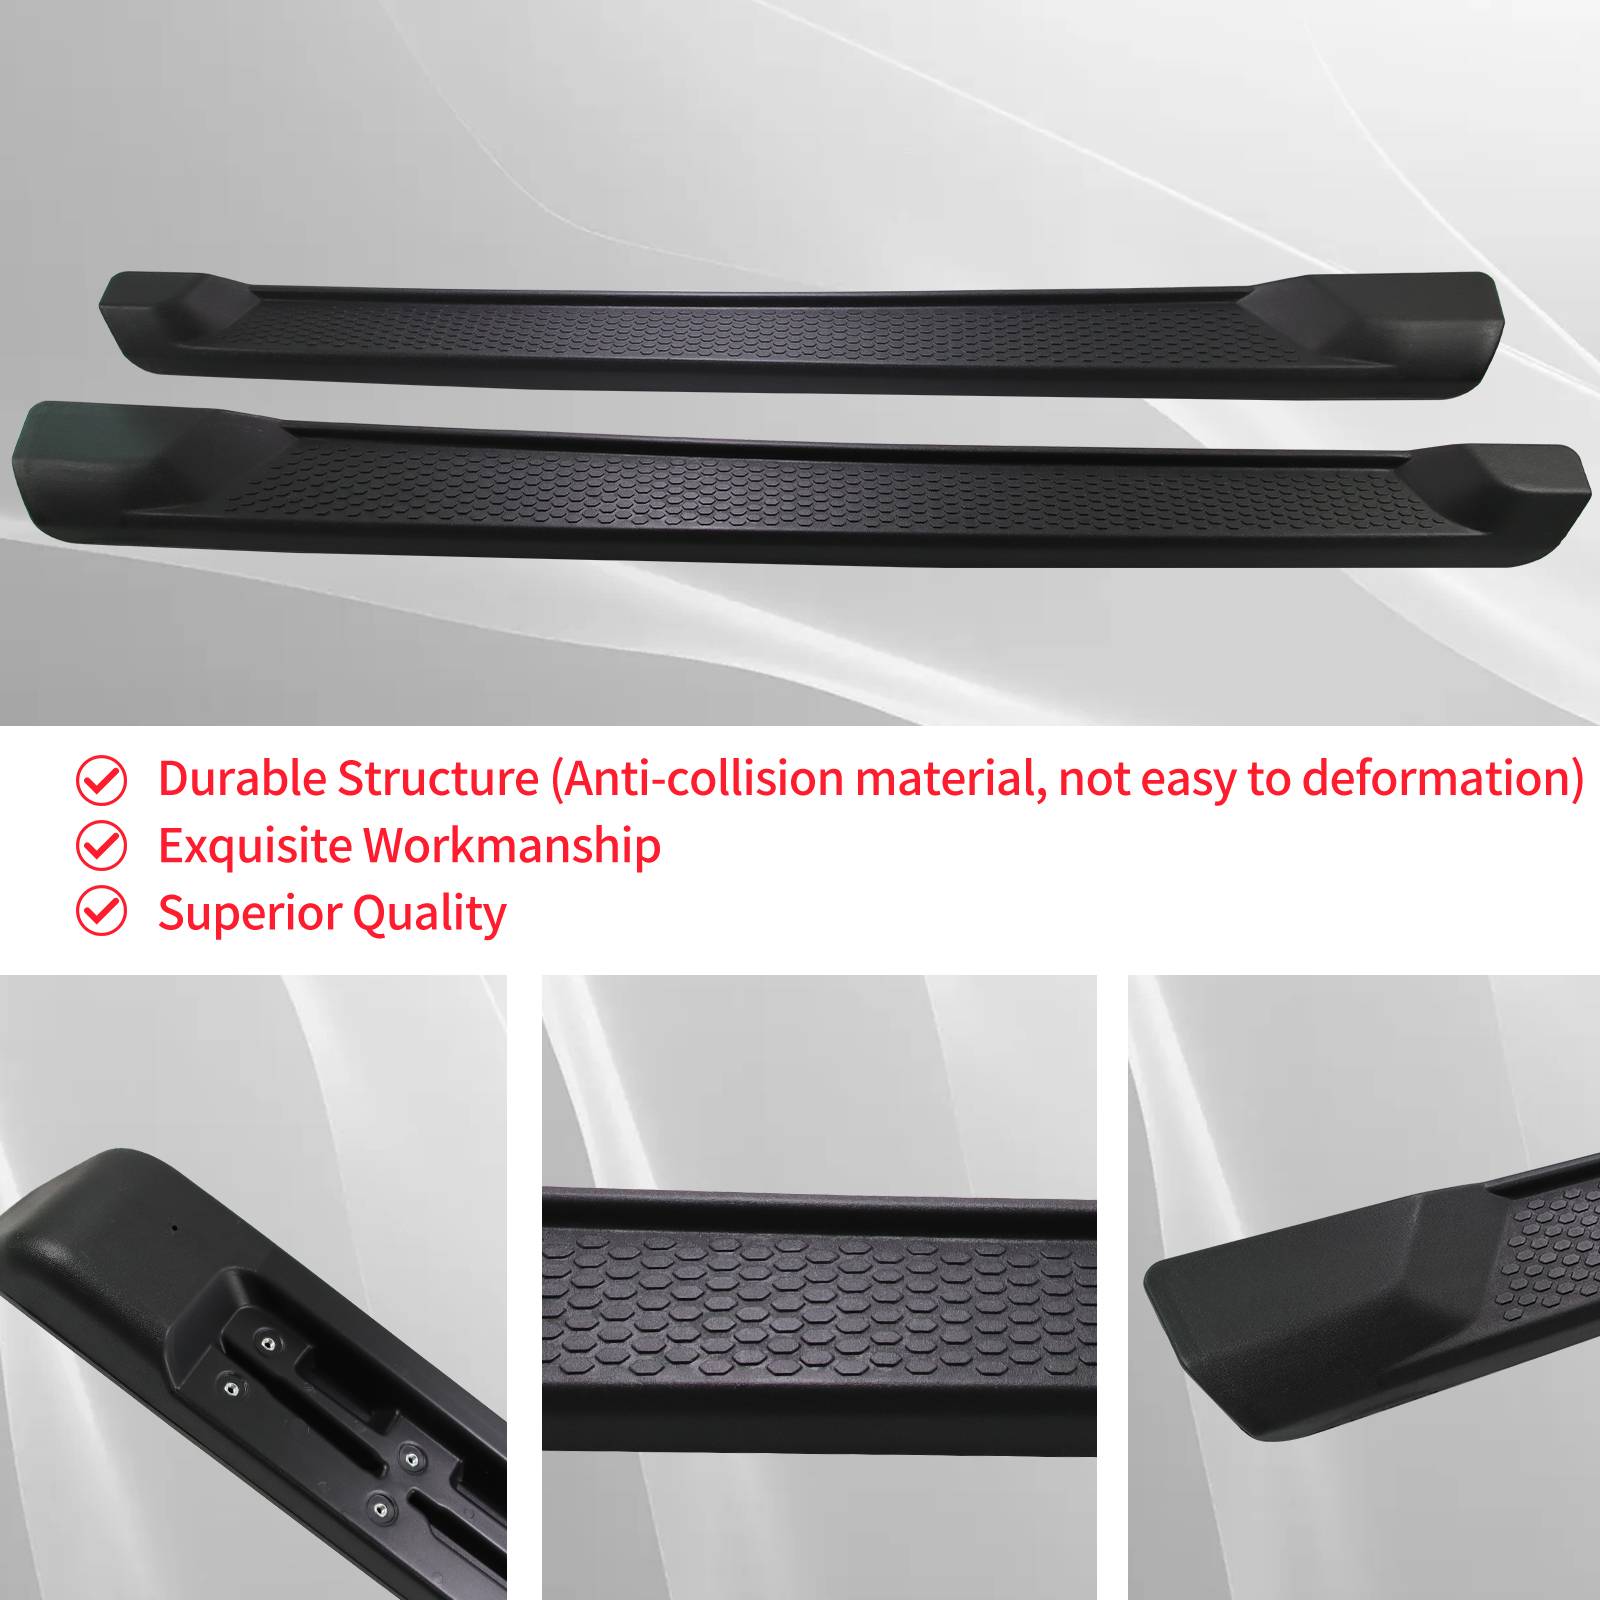 Durable Structure (Anti-collision material, not easy to deformation)
Exquisite Workmanship
Superior Quality